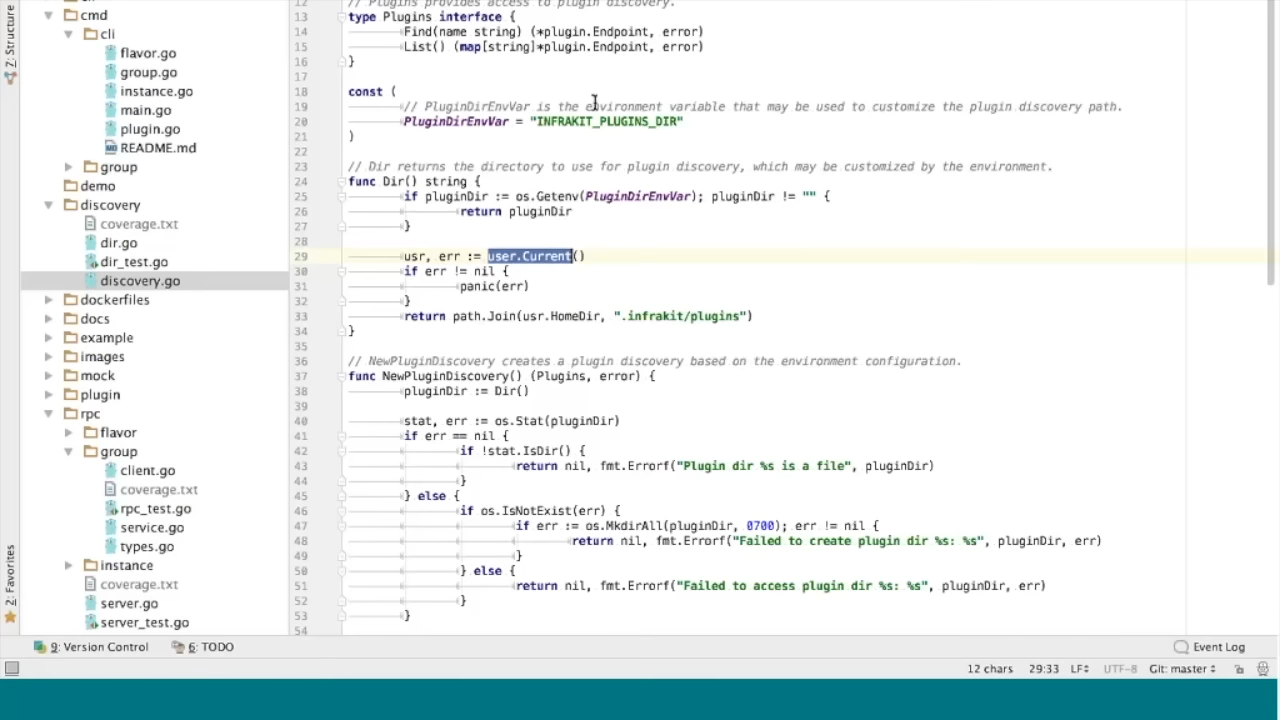 Z: Structure
cmd
cli
flavor.go
group.go
instance.go
main.go
plugin.go
README.md
group
demo
discovery
coverage.txt
dir.go
dir_test.go
discovery.go
dockerfiles
docs
example
images
mock
plugin
rpc
flavor
group
client.go
coverage.txt
rpc_test.go
service.go
types.go
instance
coverage.txt
server.go
server_test.go
2: Favorites
12 // Plugins provides access to plugin discovery.
13 type Plugins interface {
14 Find(name string) (*plugin.Endpoint, error)
15 List() (map[string]*plugin.Endpoint, error)
16 }
17
18 const (
19 // PluginDirEnvVar is the environment variable that may be used to customize the plugin discovery path.
20 PluginDirEnvVar = "INFRAKIT_PLUGINS_DIR"
21 )
22
23 // Dir returns the directory to use for plugin discovery, which may be customized by the environment.
24 func Dir() string {
25 if pluginDir := os.Getenv(PluginDirEnvVar); pluginDir != "" {
26 return pluginDir
27 }
28
29 usr, err := user.Current()
30 if err != nil {
31 panic(err)
32 }
33 return path.Join(usr.HomeDir, ".infrakit/plugins")
34 }
35
36 // NewPluginDiscovery creates a plugin discovery based on the environment configuration.
37 func NewPluginDiscovery() (Plugins, error) {
38 pluginDir := Dir()
39
40 stat, err := os.Stat(pluginDir)
41 if err == nil {
42 if !stat.IsDir() {
43 return nil, fmt.Errorf("Plugin dir %s is a file", pluginDir)
44 }
45 } else {
46 if os.IsNotExist(err) {
47 if err := os.MkdirAll(pluginDir, 0700); err != nil {
48 return nil, fmt.Errorf("Failed to create plugin dir %s: %s", pluginDir, err)
49 }
50 } else {
51 return nil, fmt.Errorf("Failed to access plugin dir %s: %s", pluginDir, err)
52 }
53 }
54
9: Version Control 6: TODO Event Log
12 chars 29:33 LF UTF-8 Git: master